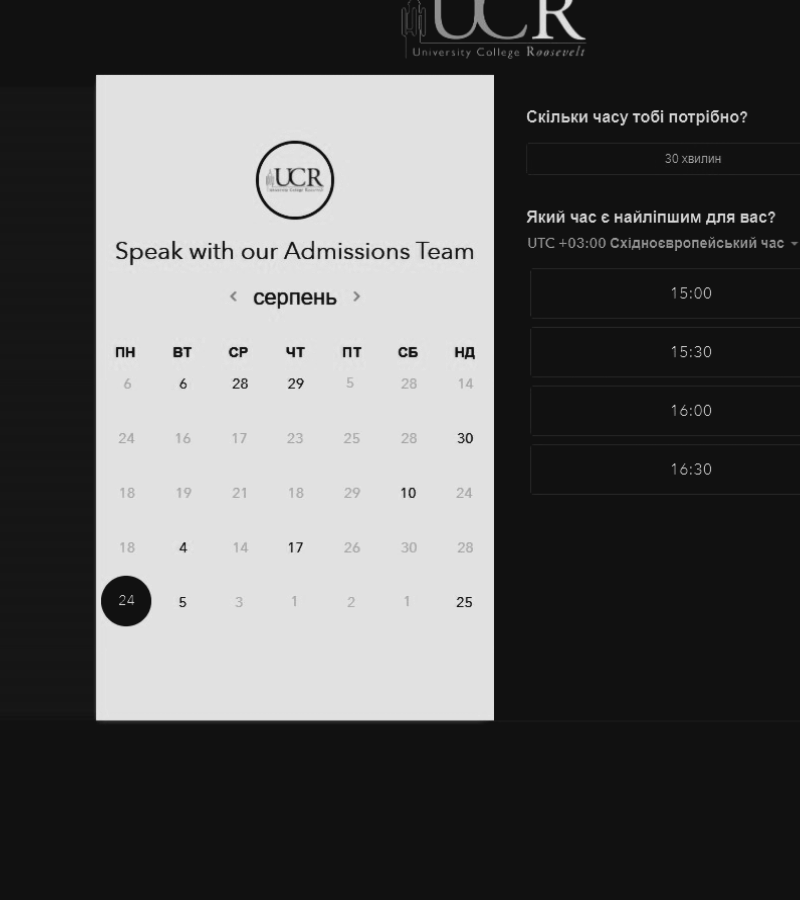 UCR
University College Roosevelt
UCR
Speak with our Admissions Team
серпень
ПН ВТ СР ЧТ ПТ СБ НД
6 6 28 29 5 28 14
24 16 17 23 25 28 30
18 19 21 18 29 10 24
18 4 14 17 26 30 28
24 5 3 1 2 1 25
Скільки часу тобі потрібно?
30 хвилин
Який час є найліпшим для вас?
UTC +03:00 Східноєвропейський час
15:00
15:30
16:00
16:30